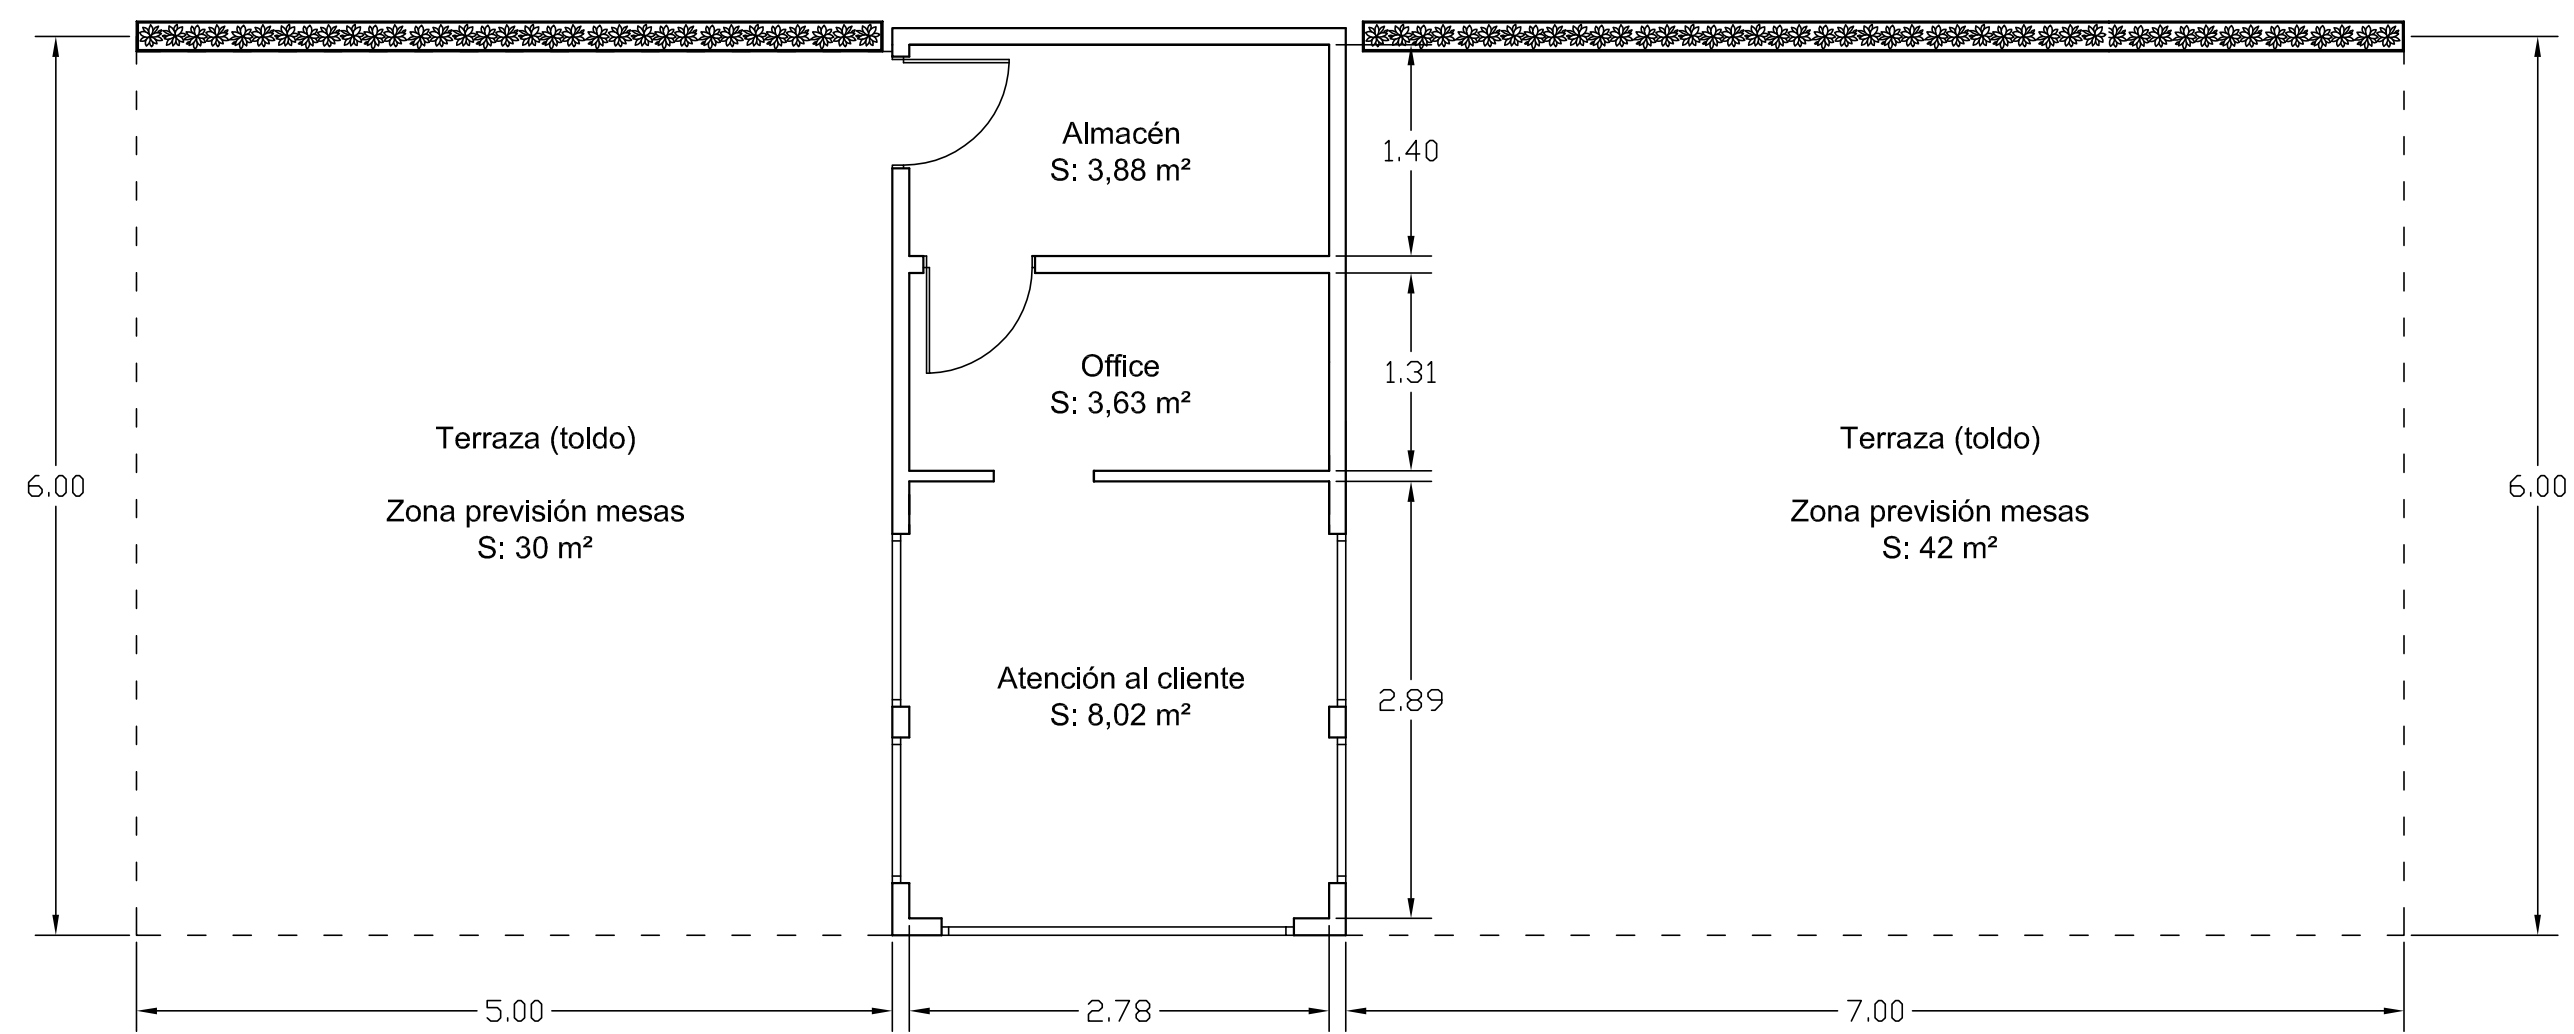 Almacén
S: 3,88 m²
1.40
Office
S: 3,63 m²
1.31
Terraza (toldo)
Zona previsión mesas
S: 30 m²
6.00
Terraza (toldo)
Zona previsión mesas
S: 42 m²
6.00
Atención al cliente
S: 8,02 m²
2.89
5.00
2.78
7.00